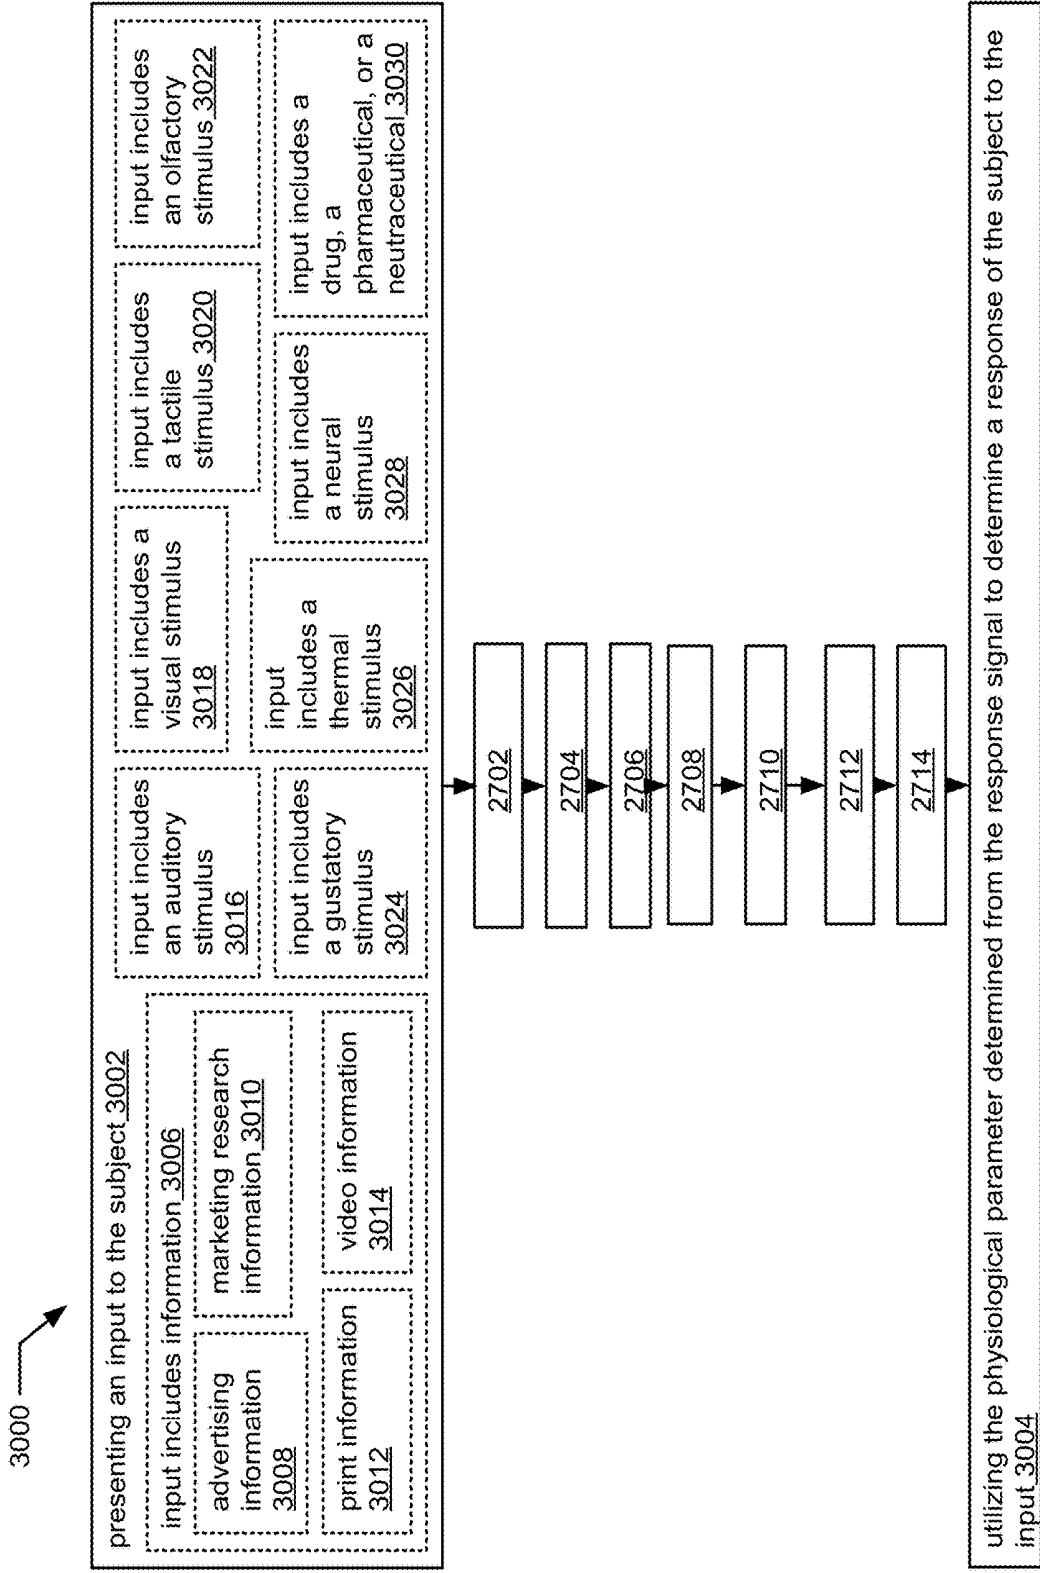 3000
presenting an input to the subject 3002
input includes information 3006
advertising
information
3008
marketing research
information 3010
print information
3012
video information
3014
input includes
an auditory
stimulus
3016
input includes a
visual stimulus
3018
input includes
a tactile
stimulus 3020
input includes
an olfactory
stimulus 3022
input includes
a gustatory
stimulus
3024
input
includes a
thermal
stimulus
3026
input includes
a neural
stimulus
3028
input includes a
drug, a
pharmaceutical, or a
neutraceutical 3030
2702
2704
2706
2708
2710
2712
2714
utilizing the physiological parameter determined from the response signal to determine a response of the subject to the
input 3004